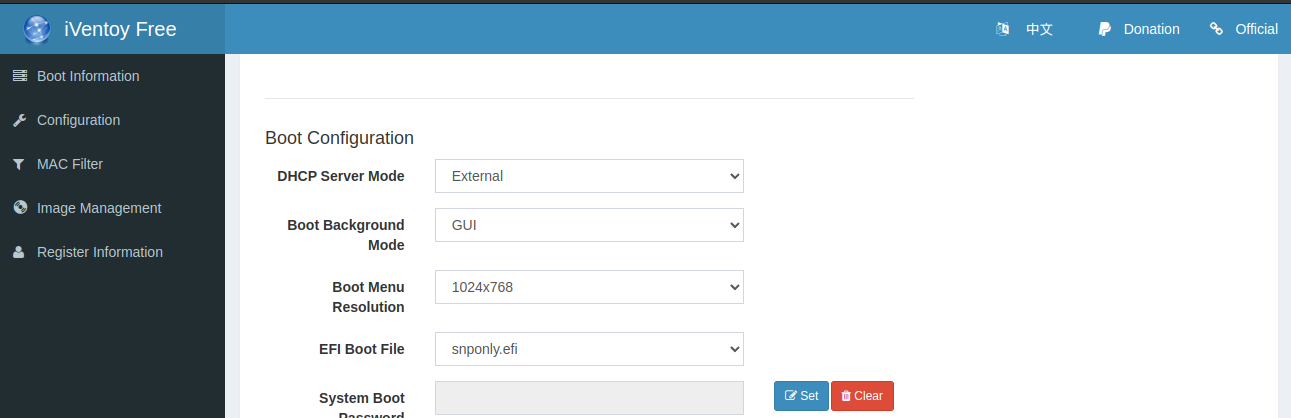 iVentoy Free
中文
Donation
Official
Boot Information
Configuration
MAC Filter
Image Management
Register Information
Boot Configuration
DHCP Server Mode
External
Boot Background
Mode
GUI
Boot Menu
Resolution
1024x768
EFI Boot File
snponly.efi
System Boot
Password
Set
Clear